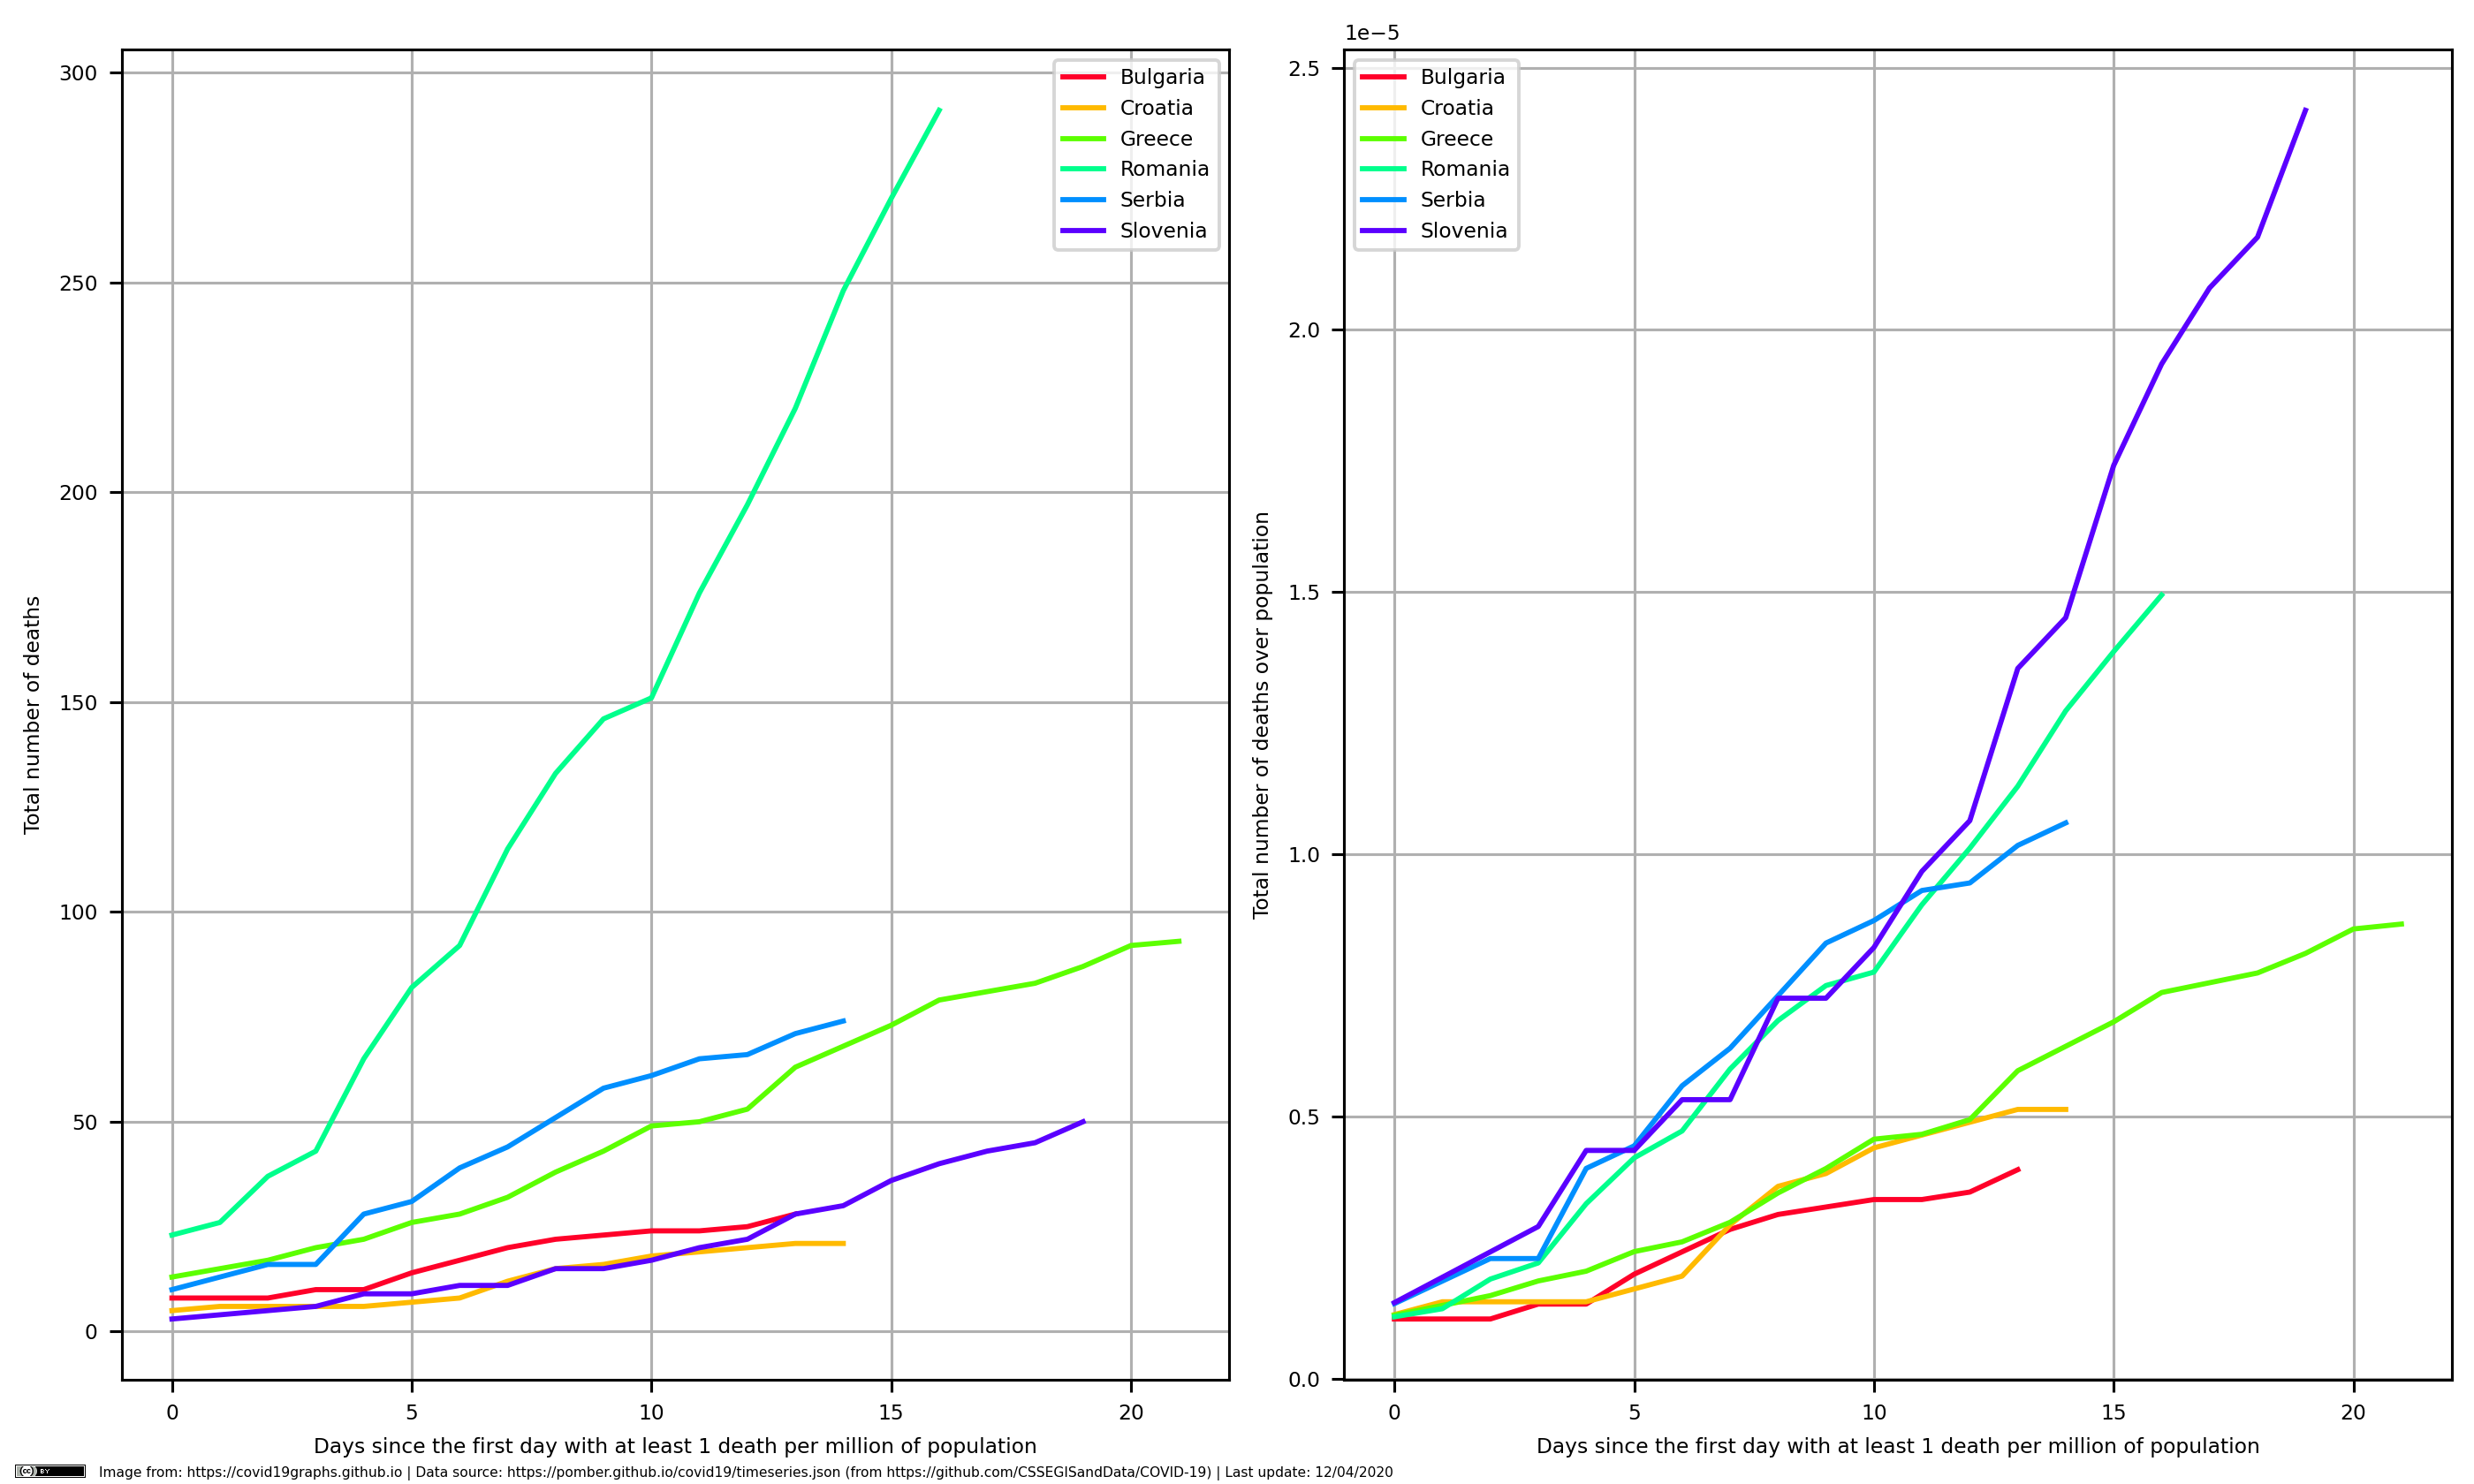 300
250
200
150
100
50
0
Total number of deaths
0 5 10 15 20
Days since the first day with at least 1 death per million of population
Bulgaria
Croatia
Greece
Romania
Serbia
Slovenia
1e−5
2.5
2.0
1.5
1.0
0.5
0.0
Total number of deaths over population
0 5 10 15 20
Days since the first day with at least 1 death per million of population
Bulgaria
Croatia
Greece
Romania
Serbia
Slovenia
cc BY Image from: https://covid19graphs.github.io | Data source: https://pomber.github.io/covid19/timeseries.json (from https://github.com/CSSEGISandData/COVID-19) | Last update: 12/04/2020